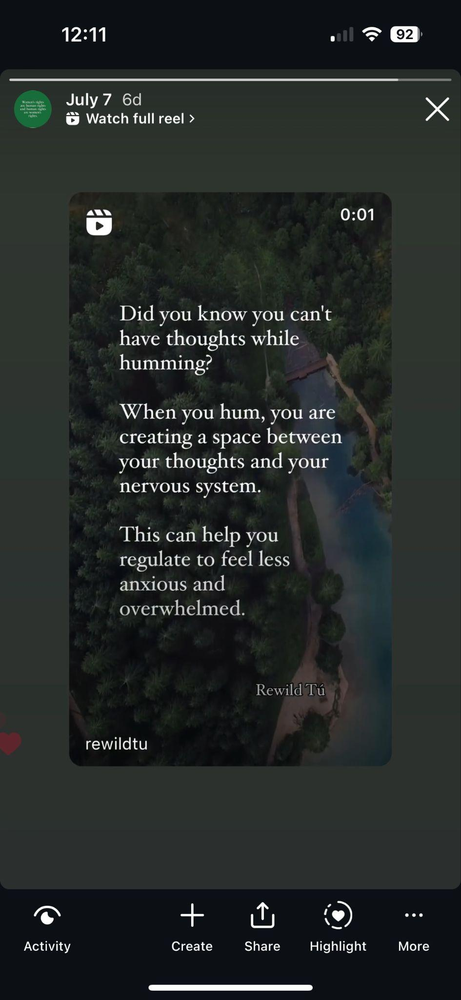 12:11
92
July 7 6d
Watch full reel >
Women's rights
are human rights
and human rights
are women's
rights.
0:01
Did you know you can't
have thoughts while
humming?
When you hum, you are
creating a space between
your thoughts and your
nervous system.
This can help you
regulate to feel less
anxious and
overwhelmed.
Rewild Tú
rewildtu
Activity
Create
Share
Highlight
More